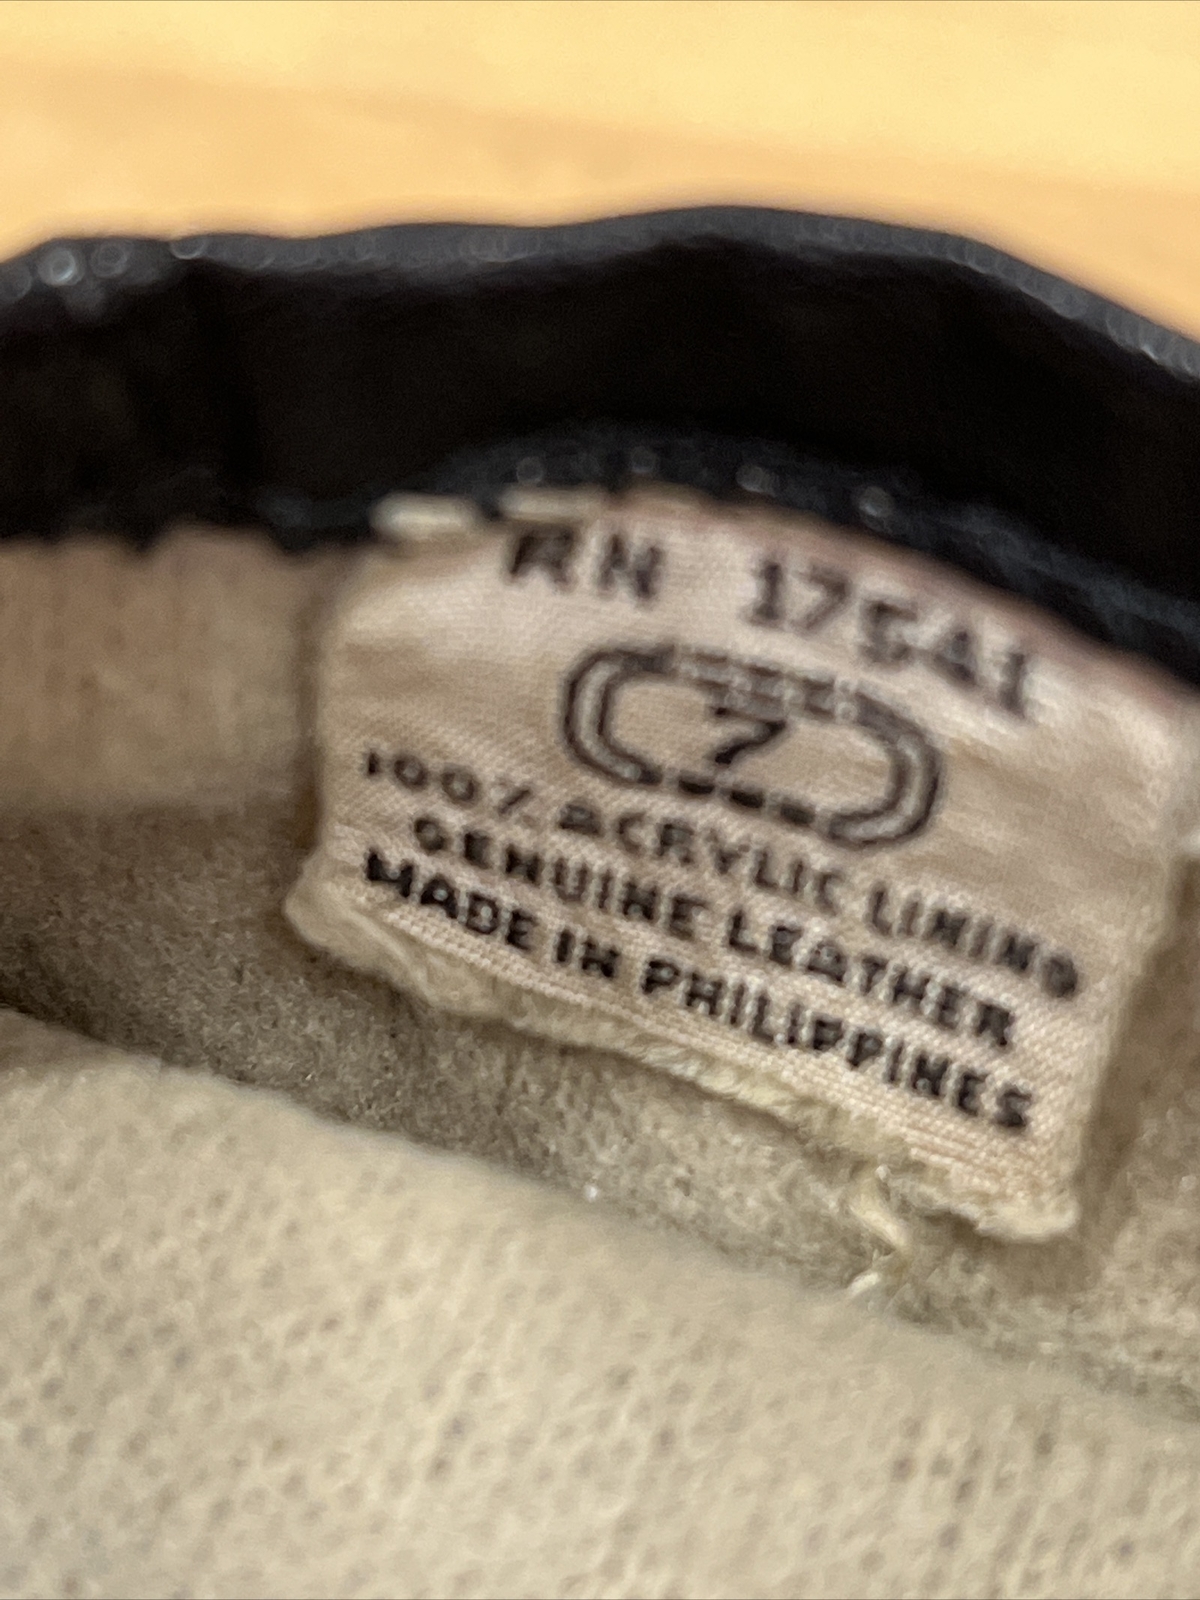 RN 17541
7
100% ACRYLIC LINING
GENUINE LEATHER
MADE IN PHILIPPINES